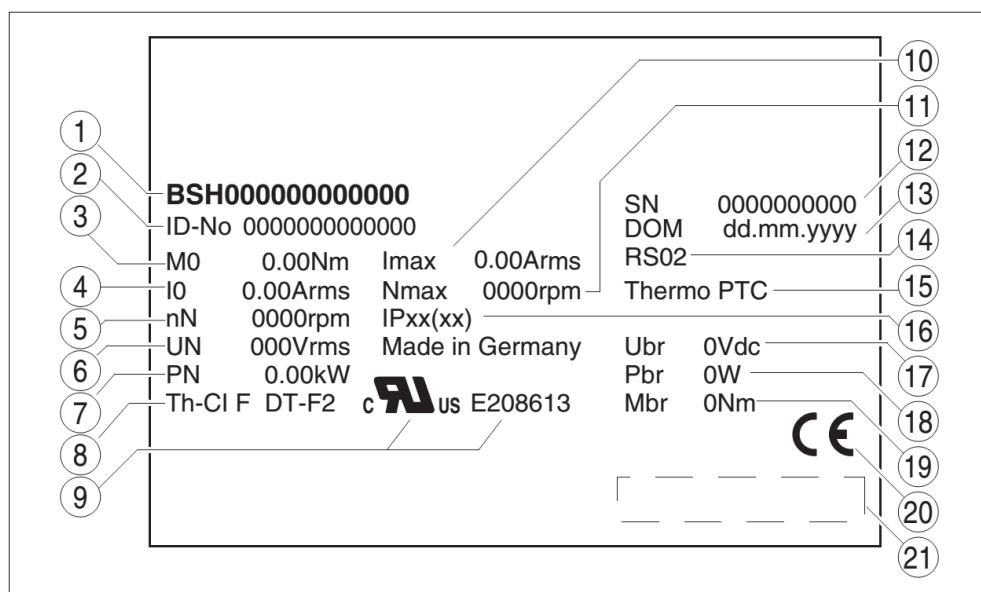 1
2
3
4
5
6
7
8
9
BSH000000000000
ID-No 0000000000000
M0 0.00Nm
I0 0.00Arms
nN 0000rpm
UN 000Vrms
PN 0.00kW
Th-Cl F DT-F2
Imax 0.00Arms
Nmax 0000rpm
IPxx(xx)
Made in Germany
C RU US E208613
SN 0000000000
DOM dd.mm.yyyy
RS02
Thermo PTC
Ubr 0Vdc
Pbr 0W
Mbr 0Nm
CE
10
11
12
13
14
15
16
17
18
19
20
21